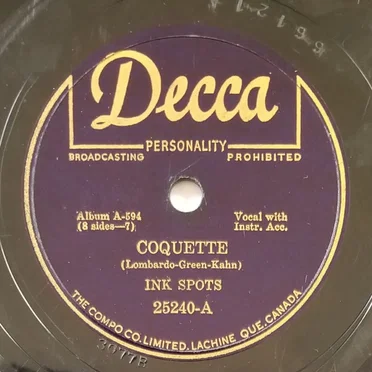 Decca
PERSONALITY
BROADCASTING PROHIBITED
Album A-594 Vocal with
(8 sides—7) Instr. Acc.
COQUETTE
(Lombardo-Green-Kahn)
INK SPOTS
25240-A
THE COMPO CO. LIMITED. LACHINE QUE. CANADA.
30778